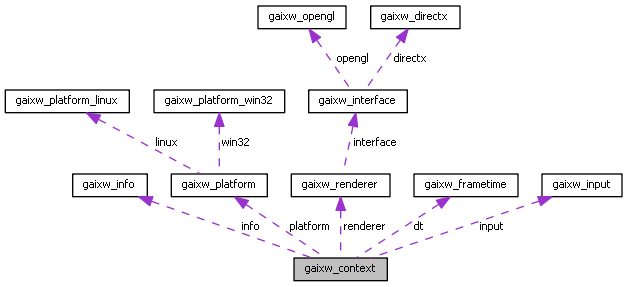 gaixw_opengl
gaixw_directx
opengl
directx
gaixw_platform_linux
gaixw_platform_win32
gaixw_interface
linux
win32
interface
gaixw_info
gaixw_platform
gaixw_renderer
gaixw_frametime
gaixw_input
info
platform
renderer
dt
input
gaixw_context